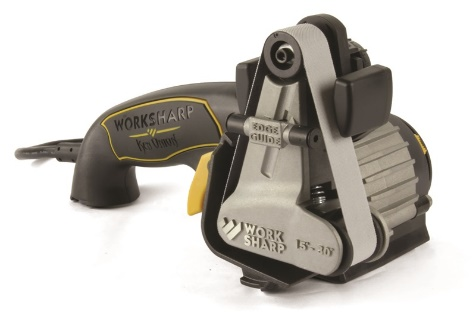 WORKSHARP
Ken Onion
EDGE
GUIDE
WORK
SHARP
15°- 30°